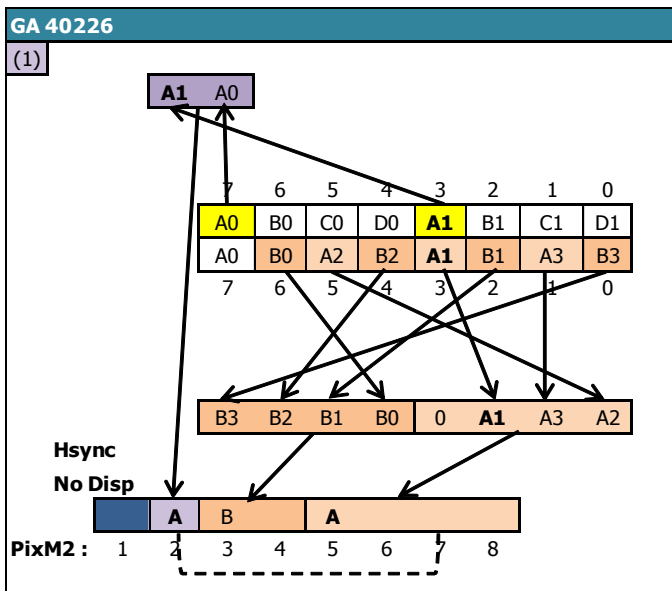 GA 40226
(1)
A1 A0
7 6 5 4 3 2 1 0
A0 B0 C0 D0 A1 B1 C1 D1
A0 B0 A2 B2 A1 B1 A3 B3
7 6 5 4 3 2 1 0
B3 B2 B1 B0 0 A1 A3 A2
Hsync
No Disp
A B A
PixM2 : 1 2 3 4 5 6 7 8